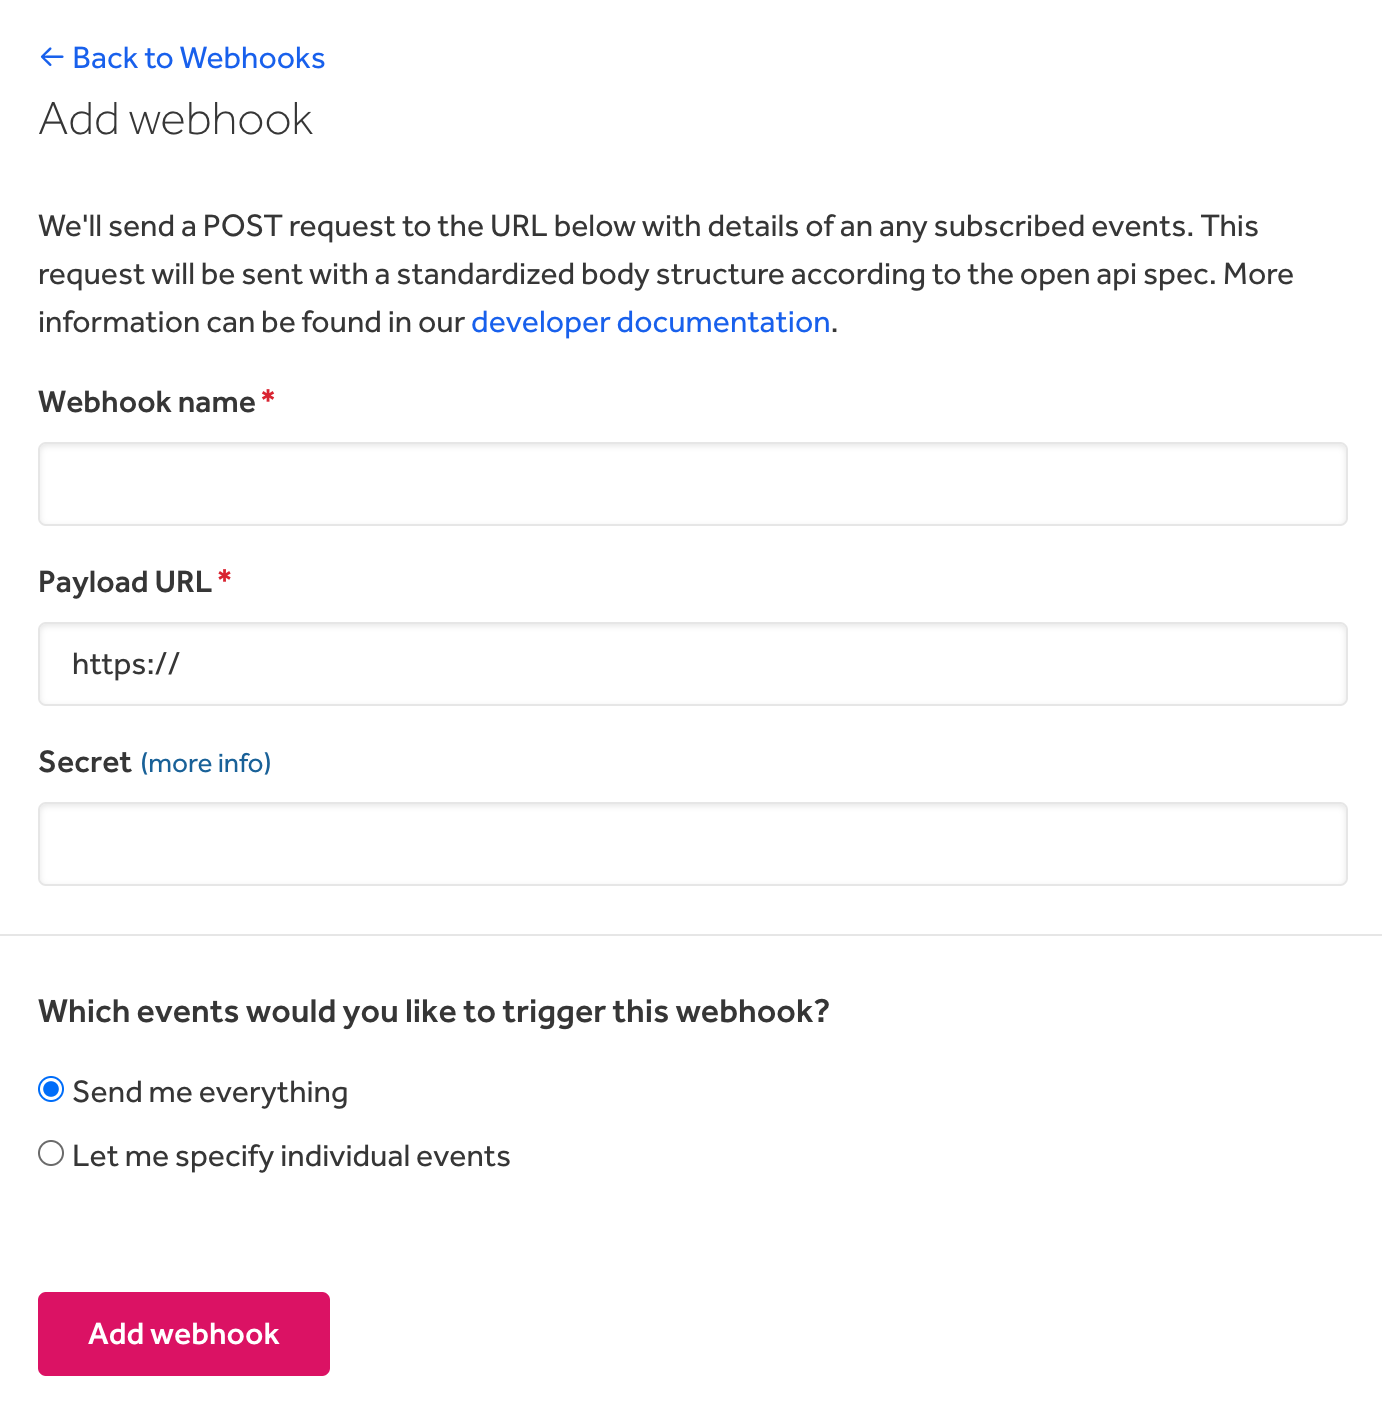 ← Back to Webhooks
Add webhook
We'll send a POST request to the URL below with details of an any subscribed events. This
request will be sent with a standardized body structure according to the open api spec. More
information can be found in our developer documentation.
Webhook name *
Payload URL *
https://
Secret (more info)
Which events would you like to trigger this webhook?
Send me everything
Let me specify individual events
Add webhook